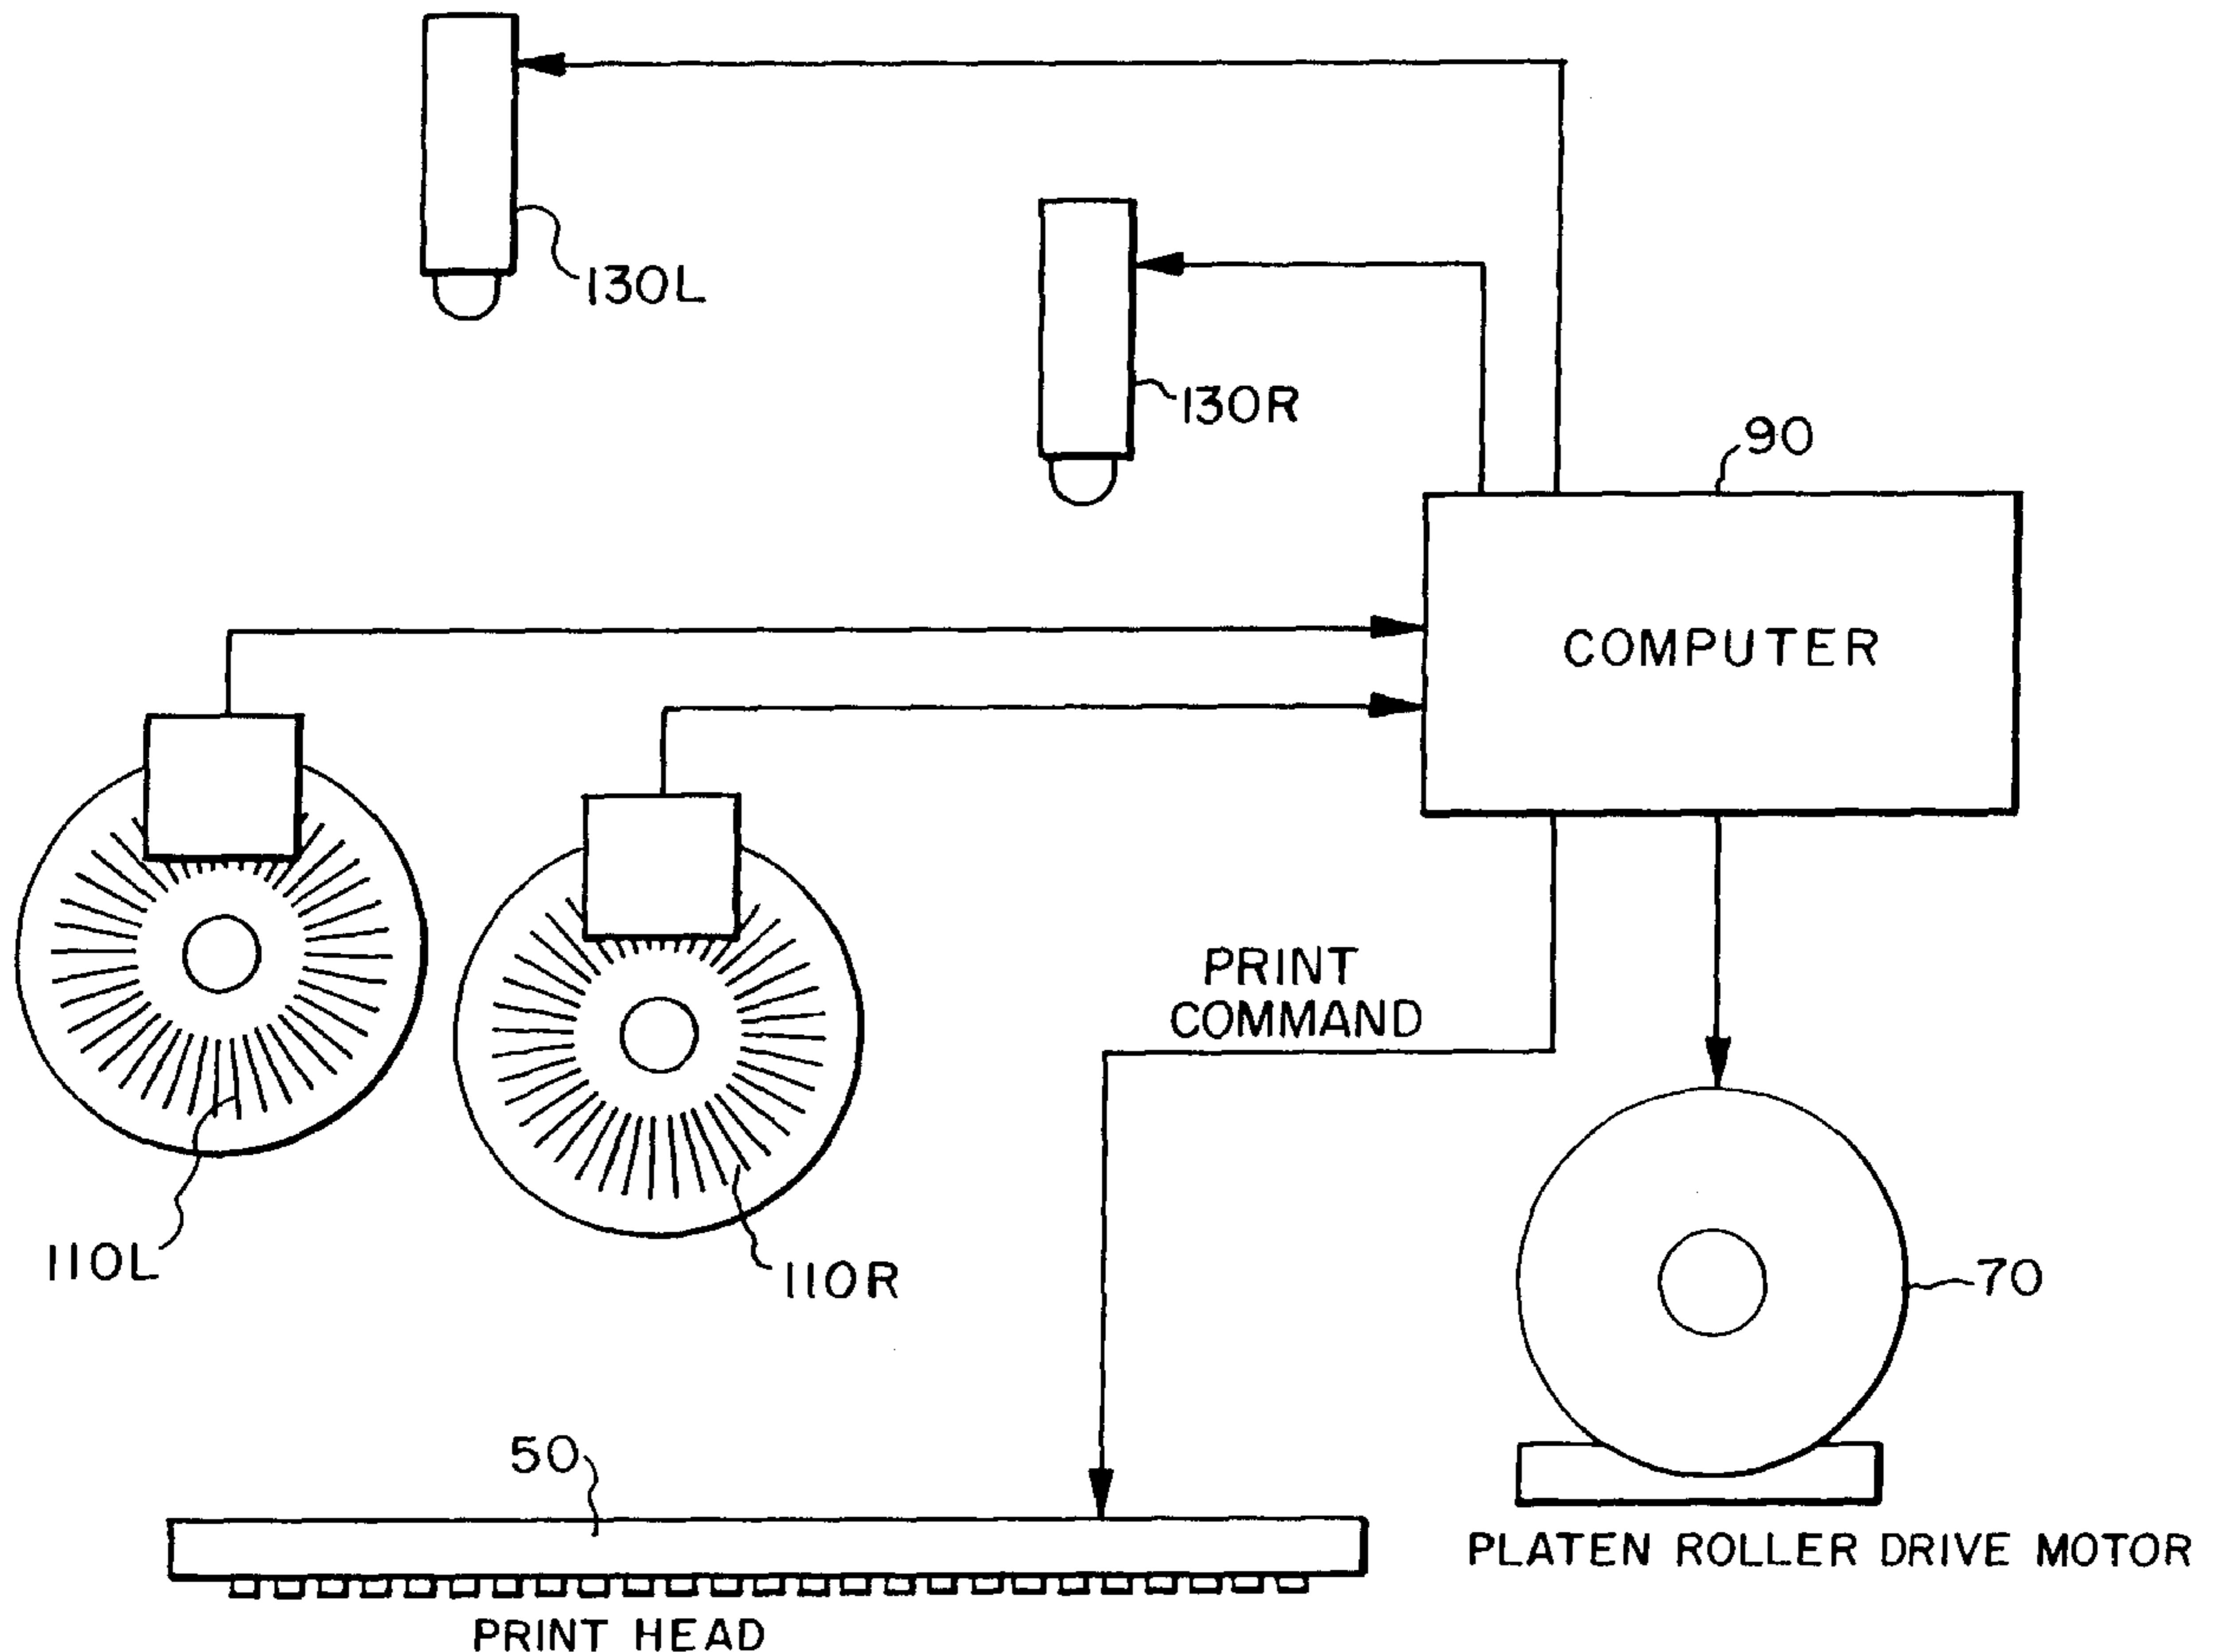 130L
130R
90
COMPUTER
PRINT
COMMAND
110L
110R
70
50
PLATEN ROLLER DRIVE MOTOR
PRINT HEAD